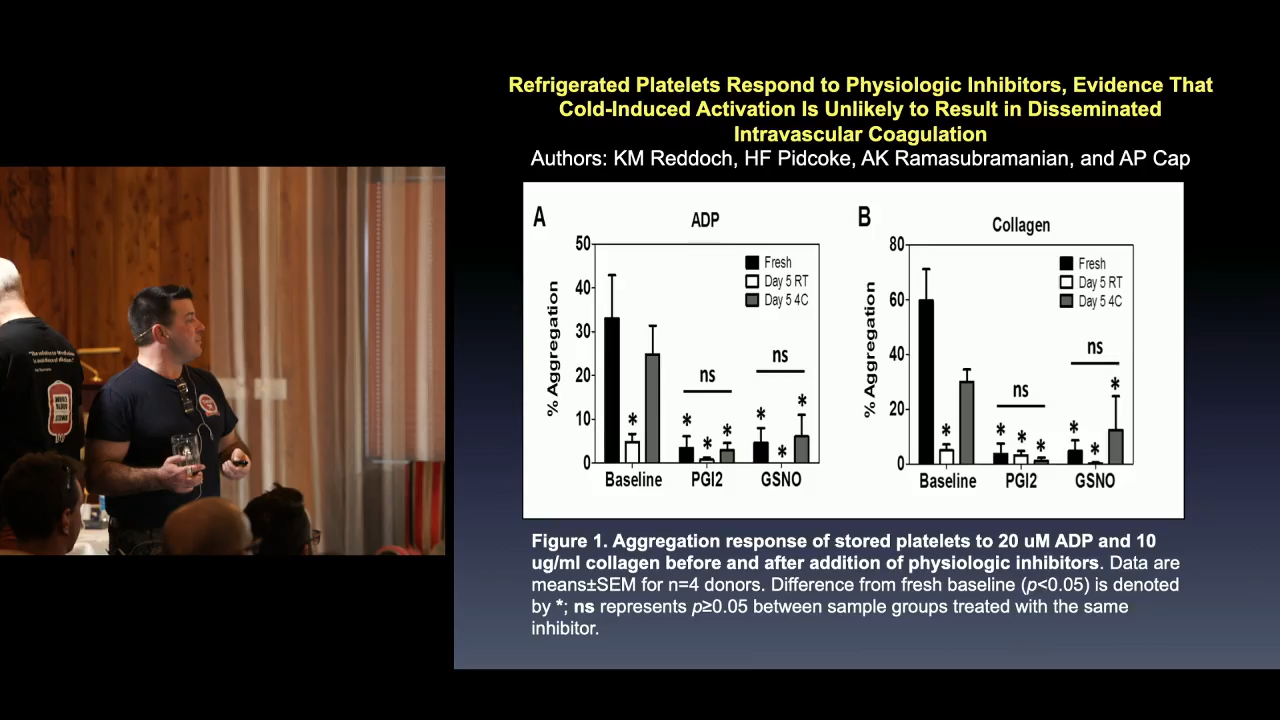 Refrigerated Platelets Respond to Physiologic Inhibitors, Evidence That
Cold-Induced Activation Is Unlikely to Result in Disseminated
Intravascular Coagulation
Authors: KM Reddoch, HF Pidcoke, AK Ramasubramanian, and AP Cap
A
ADP
% Aggregation
50
40
30
20
10
0
Fresh
Day 5 RT
Day 5 4C
*
ns
*
*
*
ns
*
*
*
Baseline
PGI2
GSNO
B
Collagen
% Aggregation
80
60
40
20
0
Fresh
Day 5 RT
Day 5 4C
*
ns
*
*
*
ns
*
*
*
Baseline
PGI2
GSNO
Figure 1. Aggregation response of stored platelets to 20 uM ADP and 10
ug/ml collagen before and after addition of physiologic inhibitors. Data are
means±SEM for n=4 donors. Difference from fresh baseline (p<0.05) is denoted
by *; ns represents p≥0.05 between sample groups treated with the same
inhibitor.